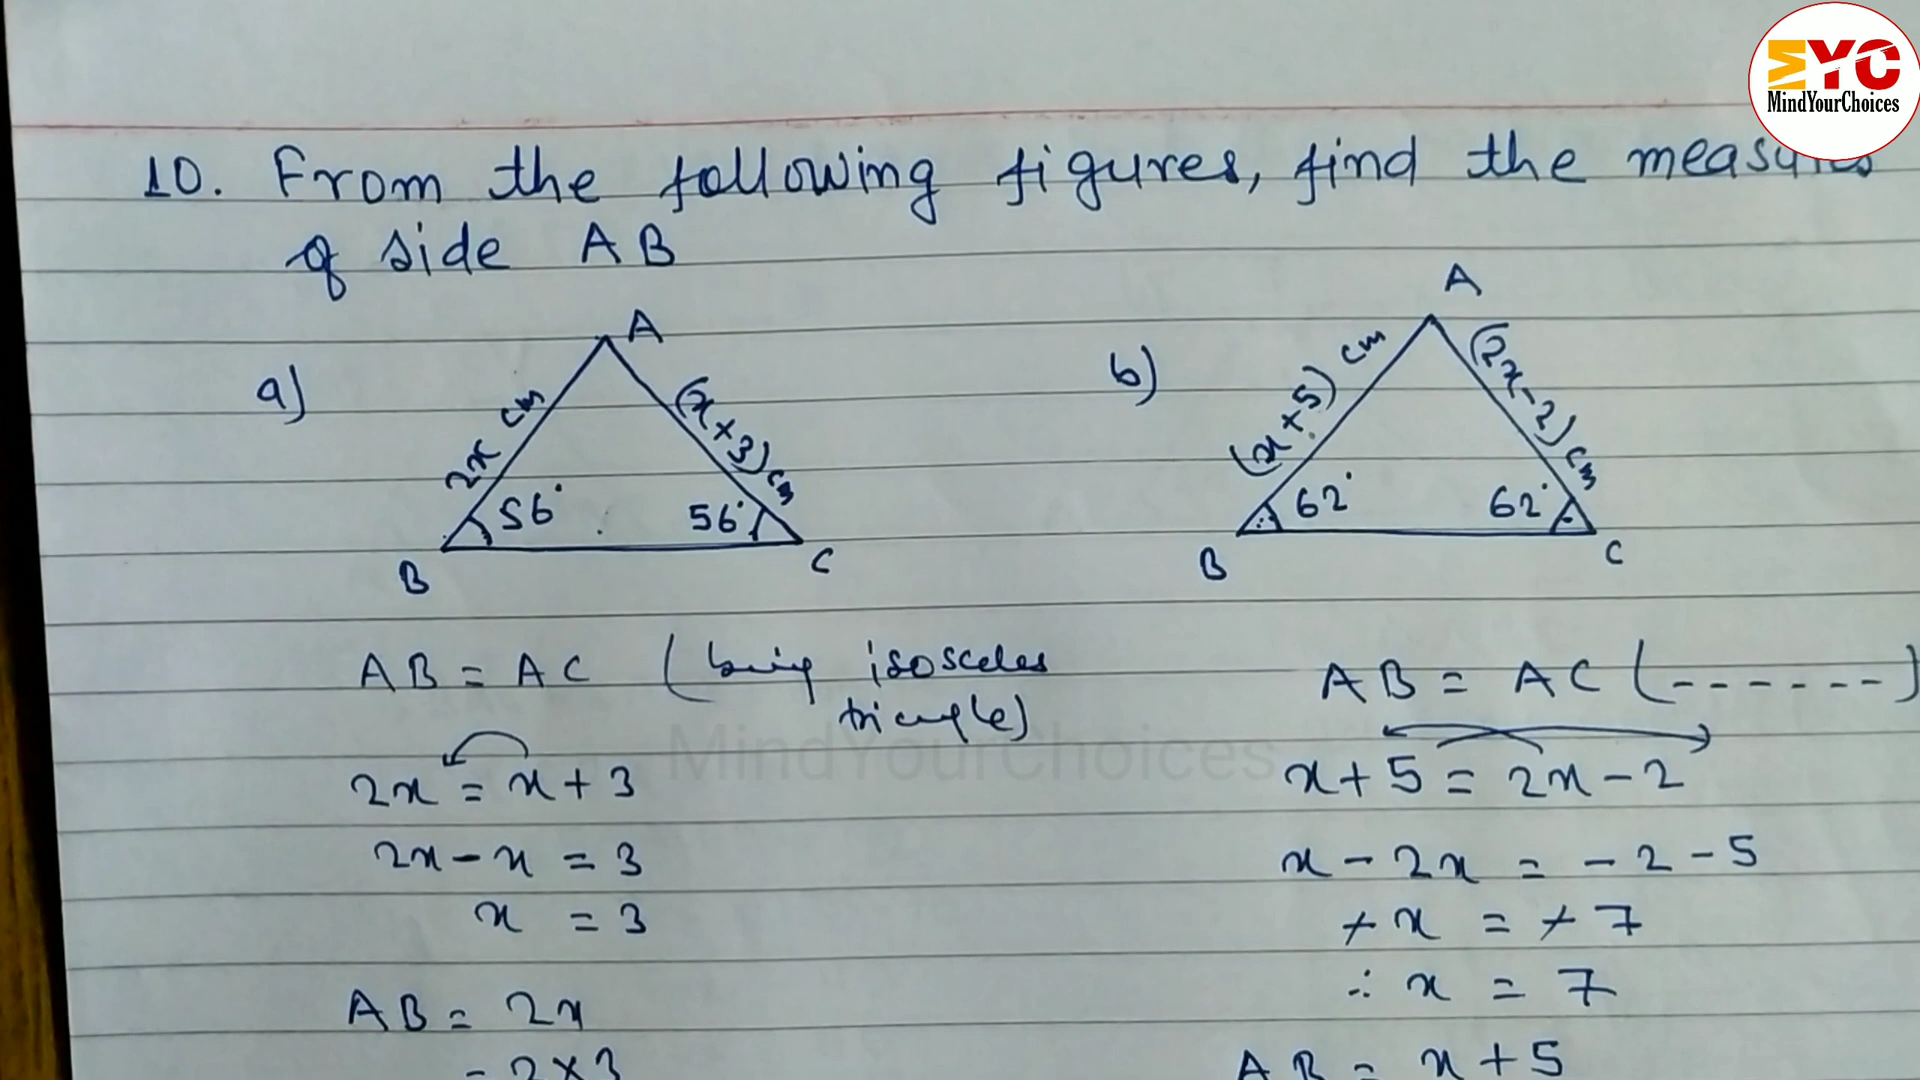 MYC
MindYourChoices
10. From the following figures, find the measures
of side AB
a)
A
2x cm
(x+3) cm
56°
56°
B
C
b)
A
(x+5) cm
(2x-2) cm
62°
62°
B
C
AB = AC (being isosceles
triangle)
2x = x+3
2x - x = 3
x = 3
AB = 2x
= 2×3
AB = AC (------)
x+5 = 2x-2
x - 2x = -2-5
-x = -7
∴ x = 7
AB = x+5
MindYourChoices